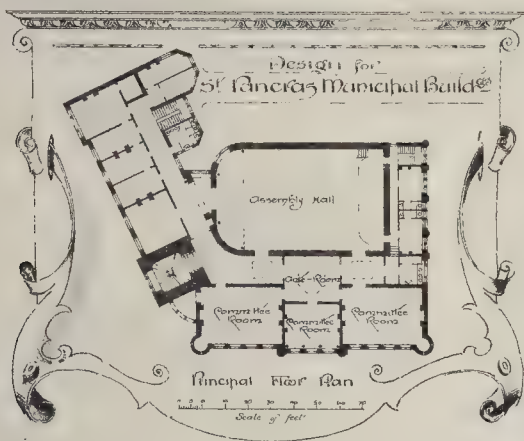 Design for
St Pancras Municipal Buildgs
Assembly Hall
Ante-Room
Committee
Room
Committee
Room
Committee
Room
Principal Floor Plan
Scale of feet